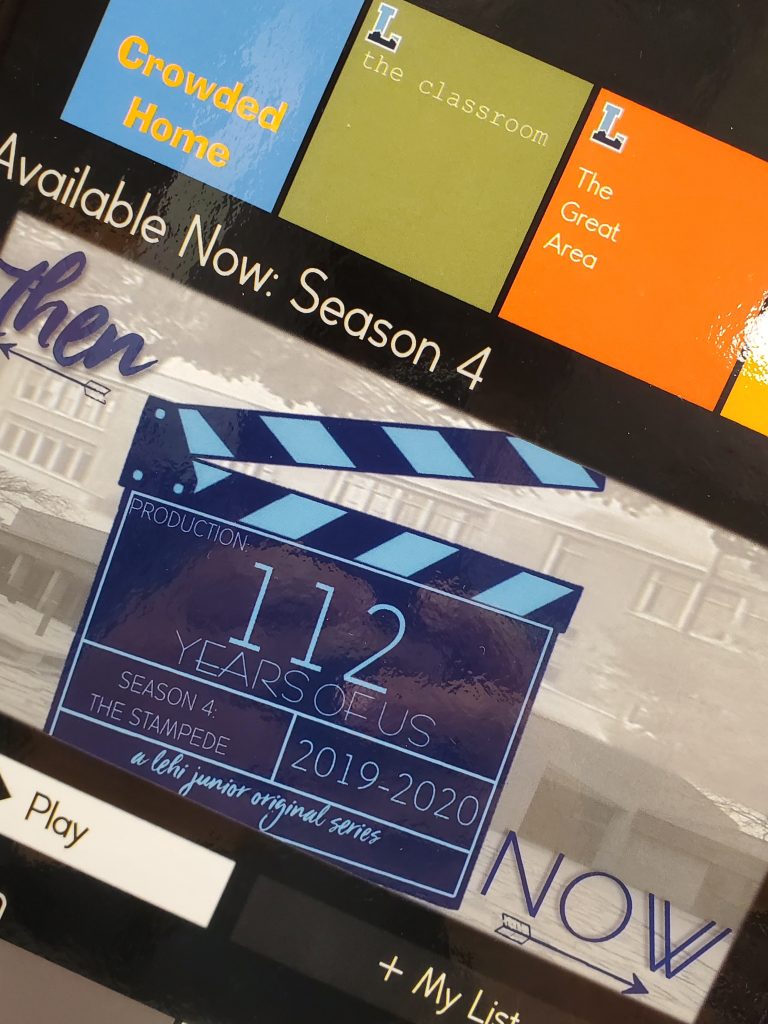 Crowded
Home
L
the classroom
L
The
Great
Area
Available Now: Season 4
then
PRODUCTION:
112
YEARS OF US
SEASON 4:
THE STAMPEDE
2019-2020
a lehi junior original series
NOW
Play
+ My List